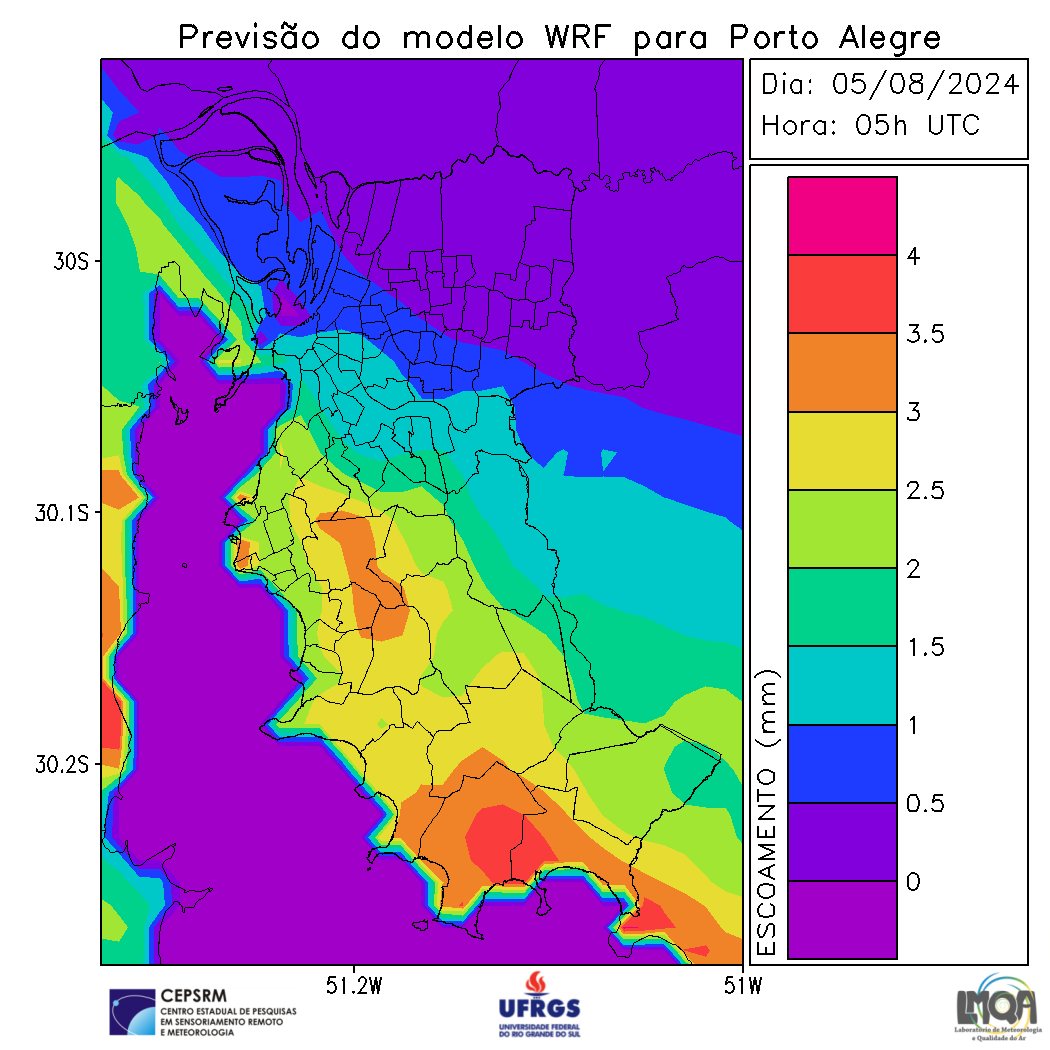 Previsão do modelo WRF para Porto Alegre
Dia: 05/08/2024
Hora: 05h UTC
30S
30.1S
30.2S
51.2W
51W
4
3.5
3
2.5
2
1.5
1
0.5
0
ESCOAMENTO (mm)
CEPSRM
CENTRO ESTADUAL DE PESQUISAS
EM SENSORIAMENTO REMOTO
E METEOROLOGIA
UFRGS
UNIVERSIDADE FEDERAL
DO RIO GRANDE DO SUL
LMQA
Laboratório de Meteorologia
e Qualidade do Ar